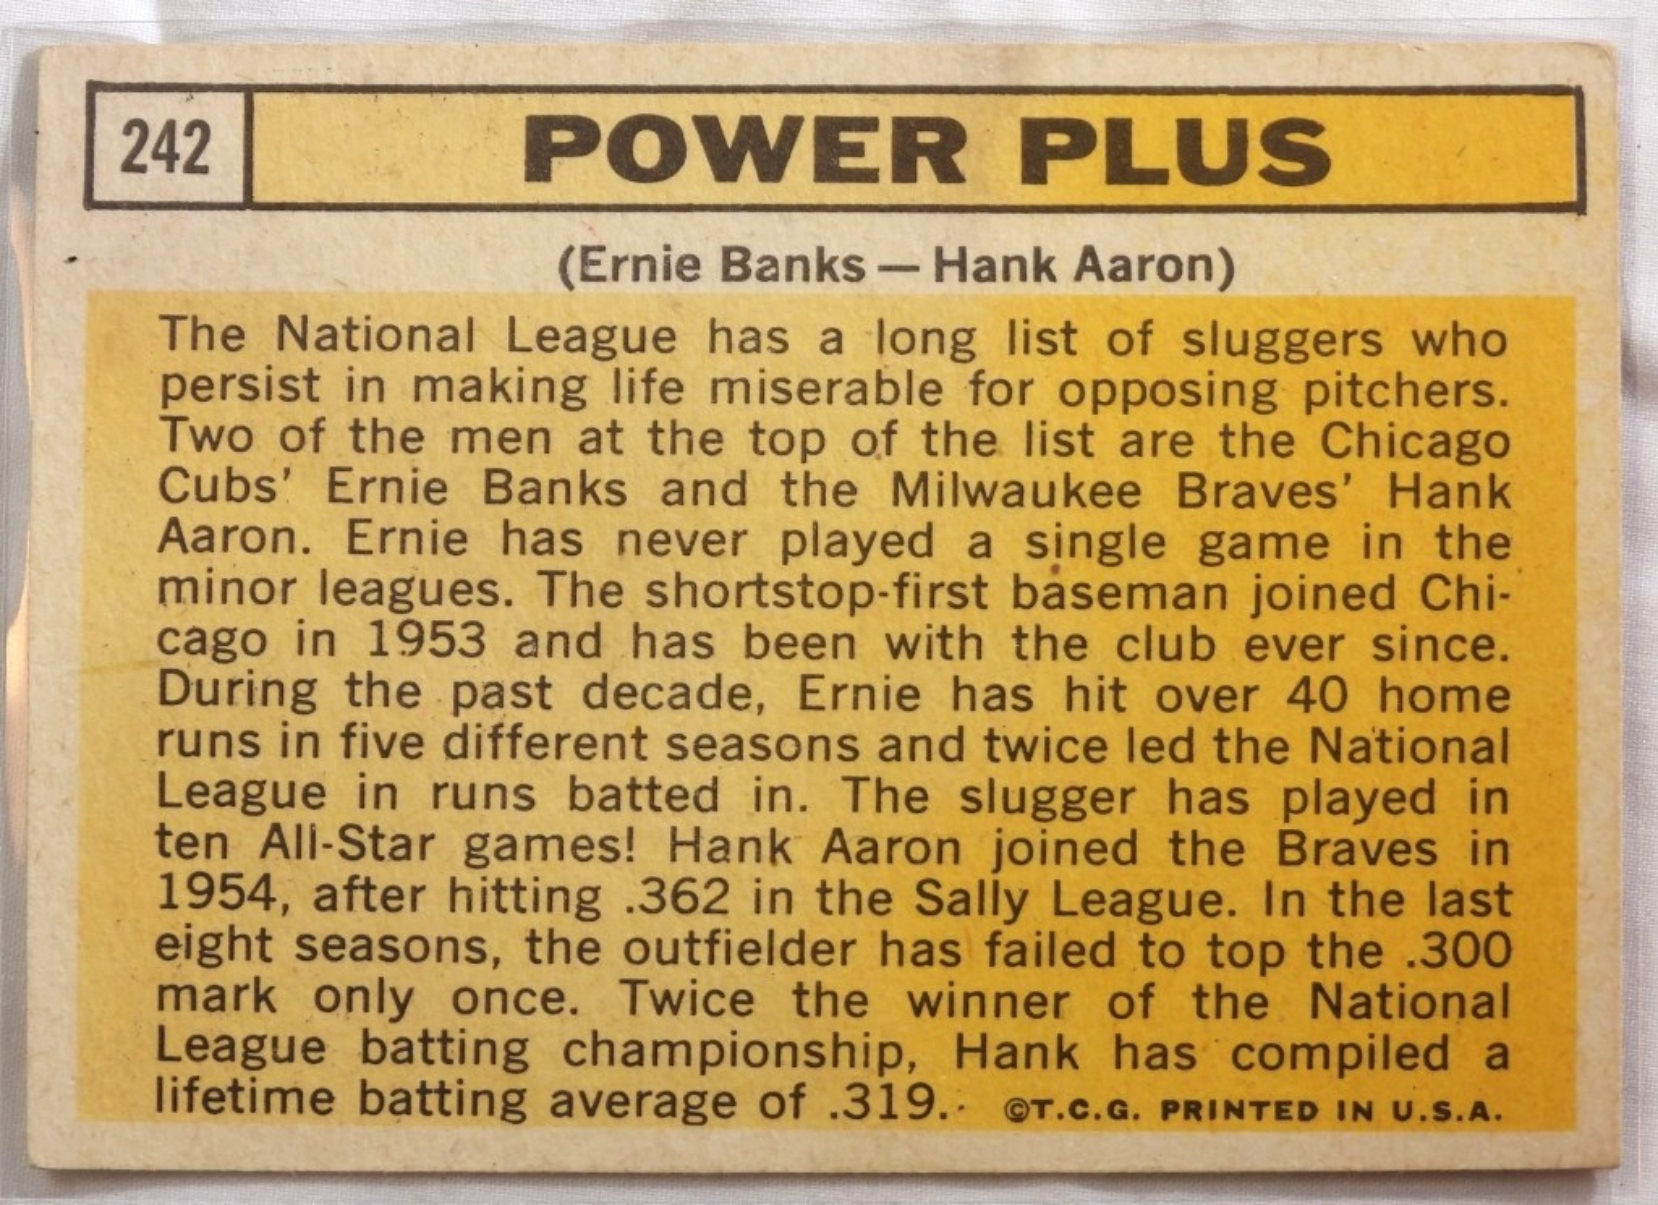 242
POWER PLUS
(Ernie Banks — Hank Aaron)
The National League has a long list of sluggers who
persist in making life miserable for opposing pitchers.
Two of the men at the top of the list are the Chicago
Cubs' Ernie Banks and the Milwaukee Braves' Hank
Aaron. Ernie has never played a single game in the
minor leagues. The shortstop-first baseman joined Chi-
cago in 1953 and has been with the club ever since.
During the past decade, Ernie has hit over 40 home
runs in five different seasons and twice led the National
League in runs batted in. The slugger has played in
ten All-Star games! Hank Aaron joined the Braves in
1954, after hitting .362 in the Sally League. In the last
eight seasons, the outfielder has failed to top the .300
mark only once. Twice the winner of the National
League batting championship, Hank has compiled a
lifetime batting average of .319. ©T.C.G. PRINTED IN U.S.A.